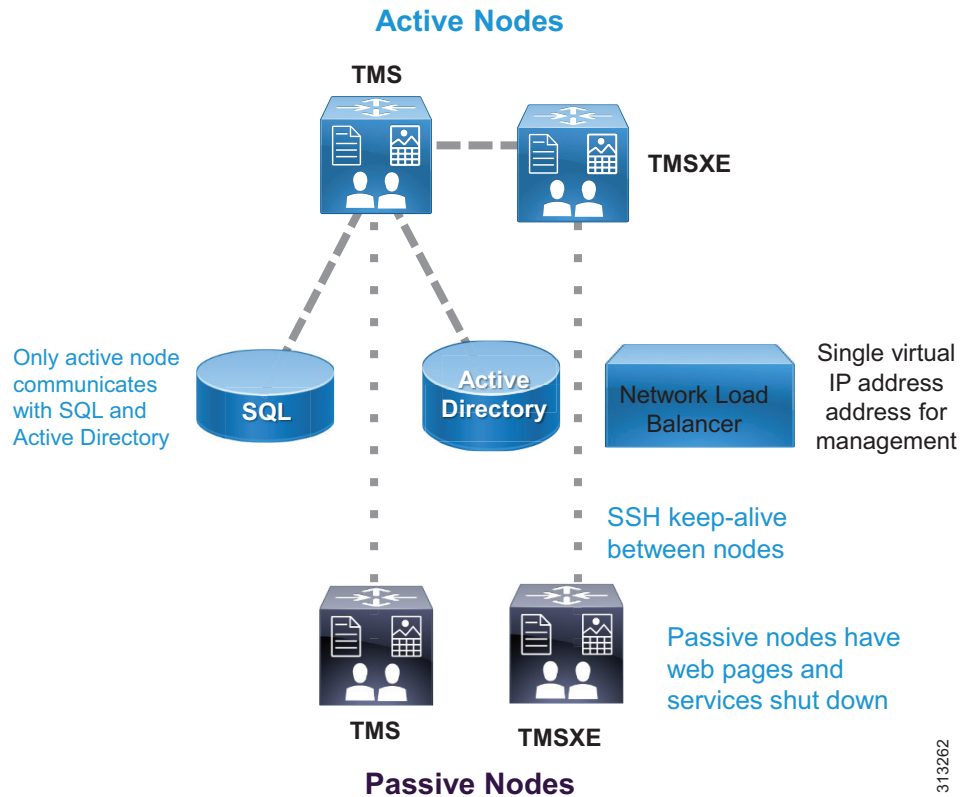 Active Nodes
TMS
TMSXE
Only active node
communicates
with SQL and
Active Directory
SQL
Active
Directory
Network Load
Balancer
Single virtual
IP address
address for
management
SSH keep-alive
between nodes
Passive nodes have
web pages and
services shut down
TMS
TMSXE
Passive Nodes
313262